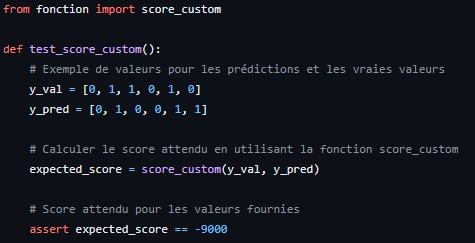 from fonction import score_custom
def test_score_custom():
# Exemple de valeurs pour les prédictions et les vraies valeurs
y_val = [0, 1, 1, 0, 1, 0]
y_pred = [0, 1, 0, 0, 1, 1]
# Calculer le score attendu en utilisant la fonction score_custom
expected_score = score_custom(y_val, y_pred)
# Score attendu pour les valeurs fournies
assert expected_score == -9000